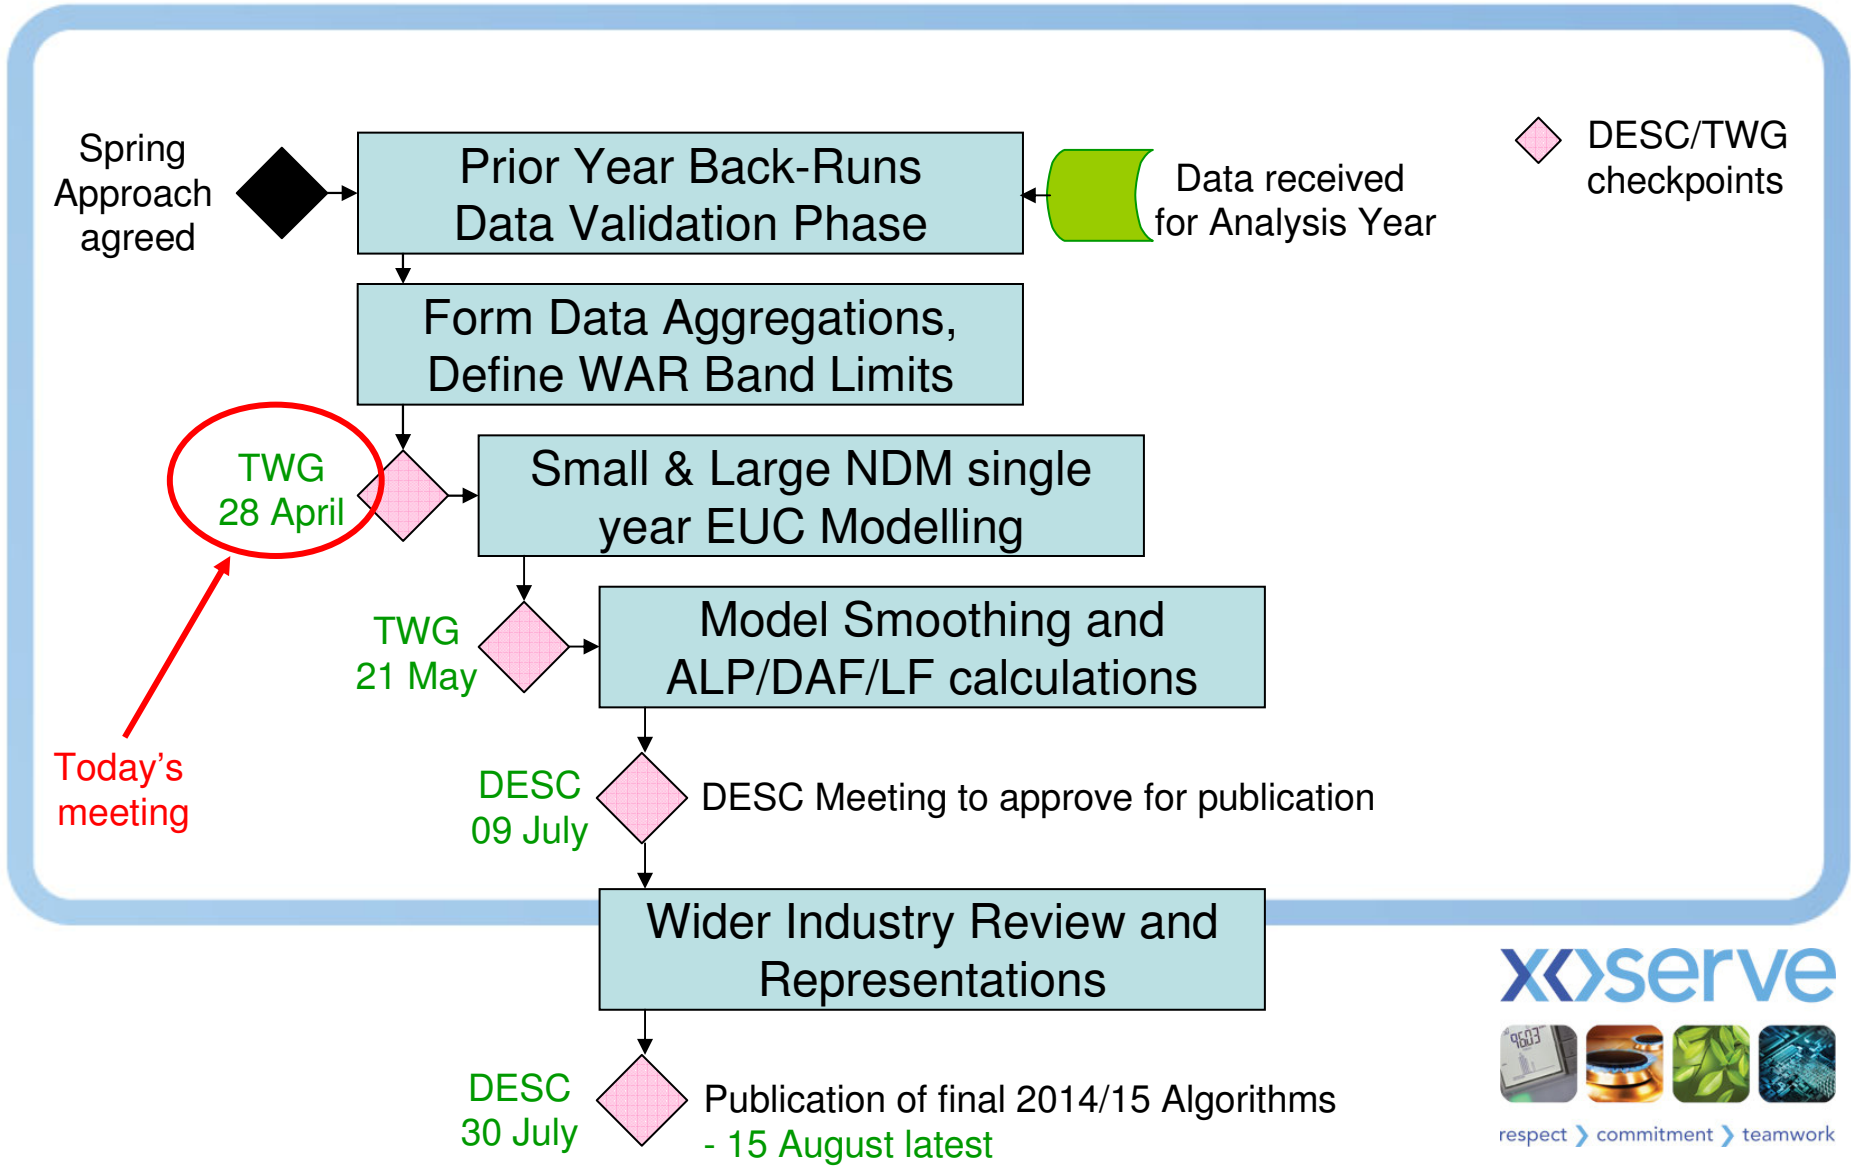 Spring
Approach
agreed
Prior Year Back-Runs
Data Validation Phase
Data received
for Analysis Year
DESC/TWG
checkpoints
Form Data Aggregations,
Define WAR Band Limits
TWG
28 April
Small & Large NDM single
year EUC Modelling
TWG
21 May
Model Smoothing and
ALP/DAF/LF calculations
Today's
meeting
DESC
09 July
DESC Meeting to approve for publication
Wider Industry Review and
Representations
DESC
30 July
Publication of final 2014/15 Algorithms
- 15 August latest
xserve
9603
respect commitment teamwork